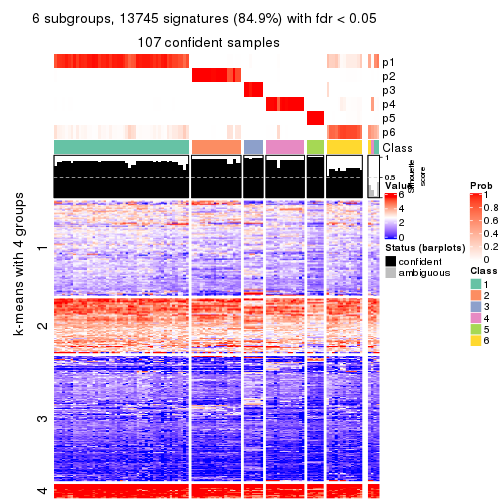 6 subgroups, 13745 signatures (84.9%) with fdr < 0.05
107 confident samples
p1
p2
p3
p4
p5
p6
Class
1
0.5
0
Silhouette
score
k-means with 4 groups
1
2
3
4
Value
6
4
2
0
Status (barplots)
confident
ambiguous
Prob
1
0.8
0.6
0.4
0.2
0
Class
1
2
3
4
5
6